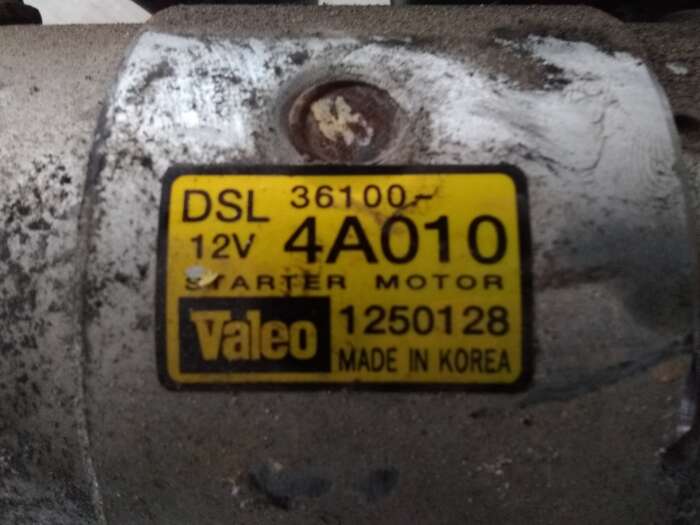 DSL 36100-
12V 4A010
STARTER MOTOR
Valeo 1250128
MADE IN KOREA